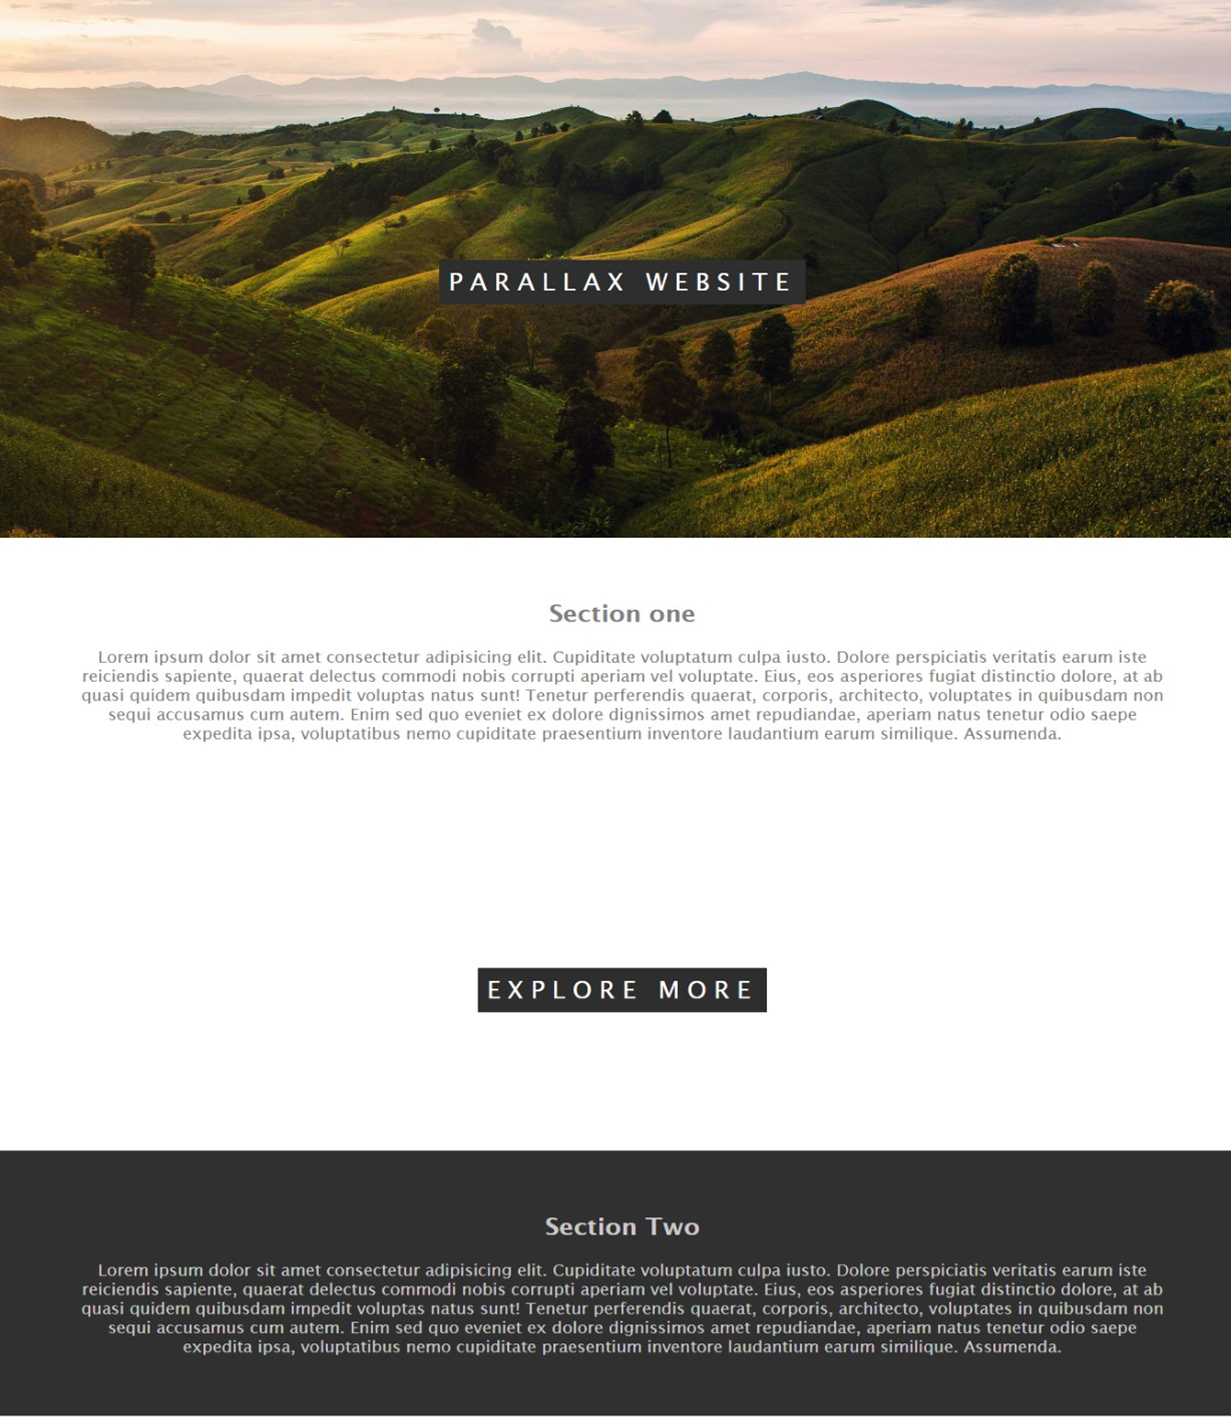 PARALLAX WEBSITE
Section one
Lorem ipsum dolor sit amet consectetur adipisicing elit. Cupiditate voluptatum culpa iusto. Dolore perspiciatis veritatis earum iste
reiciendis sapiente, quaerat delectus commodi nobis corrupti aperiam vel voluptate. Eius, eos asperiores fugiat distinctio dolore, at ab
quasi quidem quibusdam impedit voluptas natus sunt! Tenetur perferendis quaerat, corporis, architecto, voluptates in quibusdam non
sequi accusamus cum autem. Enim sed quo eveniet ex dolore dignissimos amet repudiandae, aperiam natus tenetur odio saepe
expedita ipsa, voluptatibus nemo cupiditate praesentium inventore laudantium earum similique. Assumenda.
EXPLORE MORE
Section Two
Lorem ipsum dolor sit amet consectetur adipisicing elit. Cupiditate voluptatum culpa iusto. Dolore perspiciatis veritatis earum iste
reiciendis sapiente, quaerat delectus commodi nobis corrupti aperiam vel voluptate. Eius, eos asperiores fugiat distinctio dolore, at ab
quasi quidem quibusdam impedit voluptas natus sunt! Tenetur perferendis quaerat, corporis, architecto, voluptates in quibusdam non
sequi accusamus cum autem. Enim sed quo eveniet ex dolore dignissimos amet repudiandae, aperiam natus tenetur odio saepe
expedita ipsa, voluptatibus nemo cupiditate praesentium inventore laudantium earum similique. Assumenda.